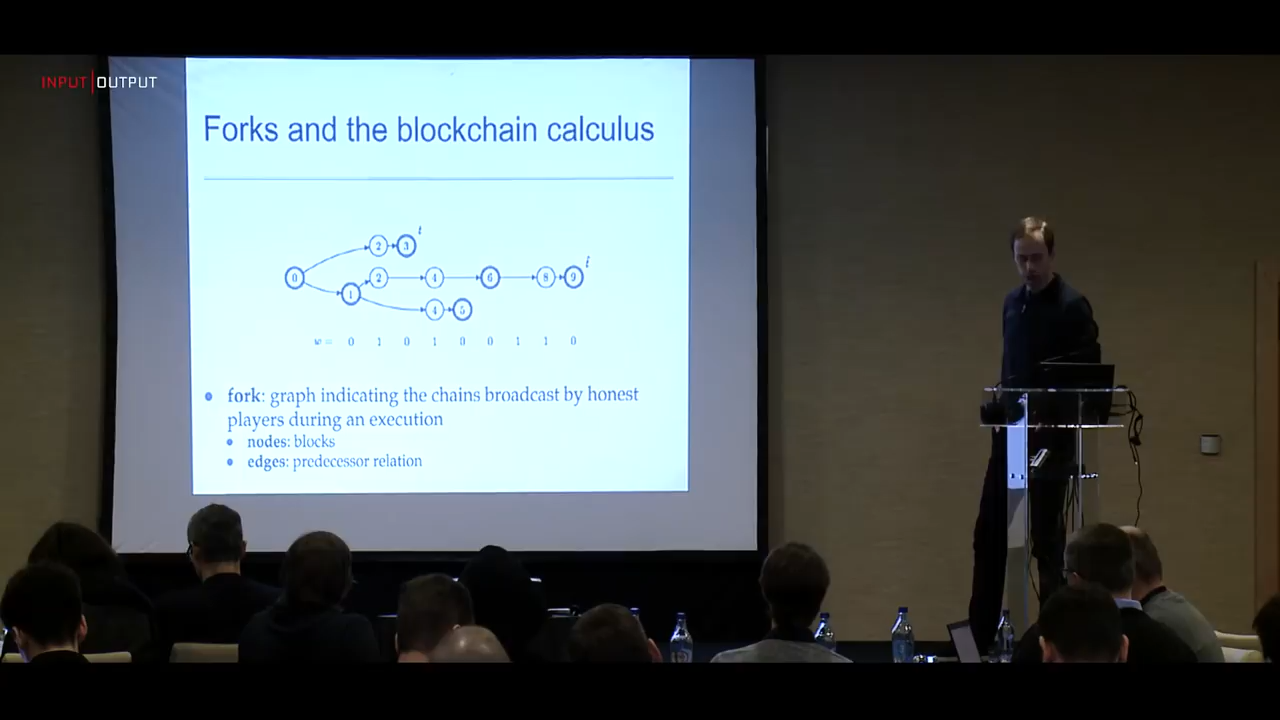 INPUT|OUTPUT
Forks and the blockchain calculus
t
2 3
t̂
0 2 4 6 8 9
1
4 5
w = 0 1 0 1 0 0 1 1 0
• fork: graph indicating the chains broadcast by honest
players during an execution
• nodes: blocks
• edges: predecessor relation